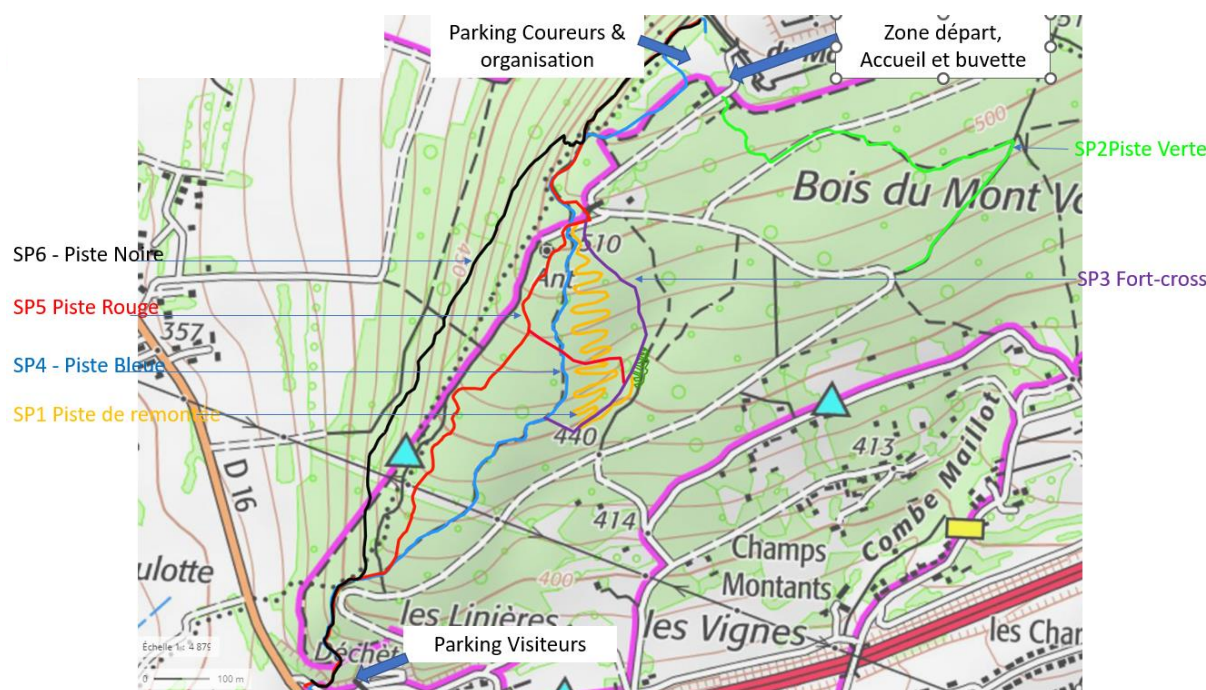 Parking Coureurs &
organisation
Zone départ,
Accueil et buvette
500
SP2Piste Verte
Bois du Mont Vo
SP6 - Piste Noire
450
510
Ant
SP3 Fort-cross
SP5 Piste Rouge
357
SP4 - Piste Bleue
SP1 Piste de remontée
440
413
Combe Maillot
D 16
414
Champs
Montants
ulotte
400
les Linières
les Vignes
les Char
Échelle 1 : 4 879
Déchèt
Parking Visiteurs
0 100 m